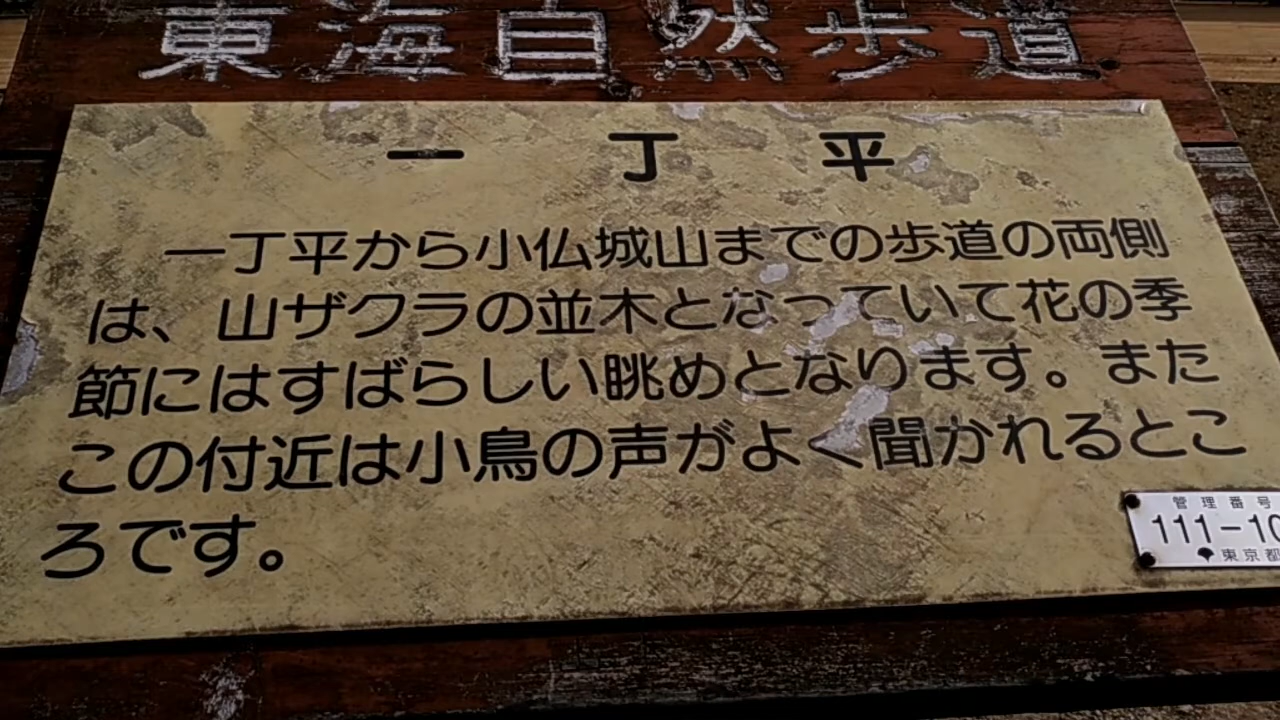 東海自然歩道
一丁平
一丁平から小仏城山までの歩道の両側
は、山ザクラの並木となっていて花の季
節にはすばらしい眺めとなります。また
この付近は小鳥の声がよく聞かれるとこ
ろです。
管理番号
111-10
東京都